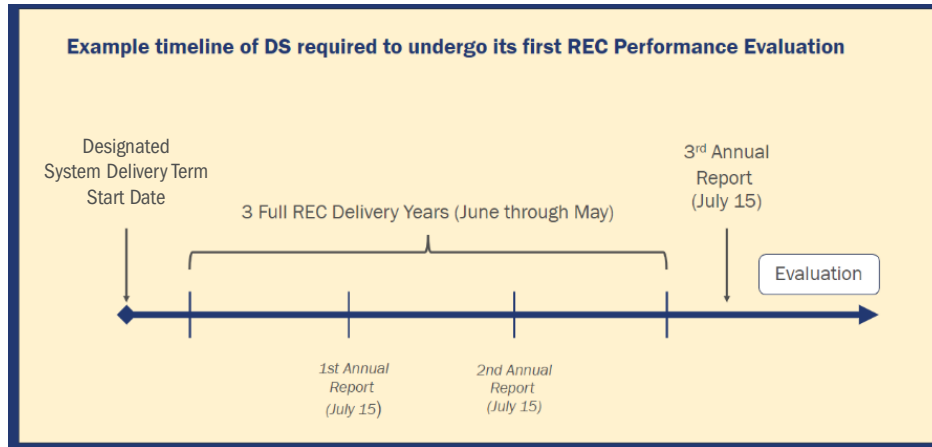 Example timeline of DS required to undergo its first REC Performance Evaluation
Designated
System Delivery Term
Start Date
3 Full REC Delivery Years (June through May)
3rd Annual
Report
(July 15)
Evaluation
1st Annual
Report
(July 15)
2nd Annual
Report
(July 15)